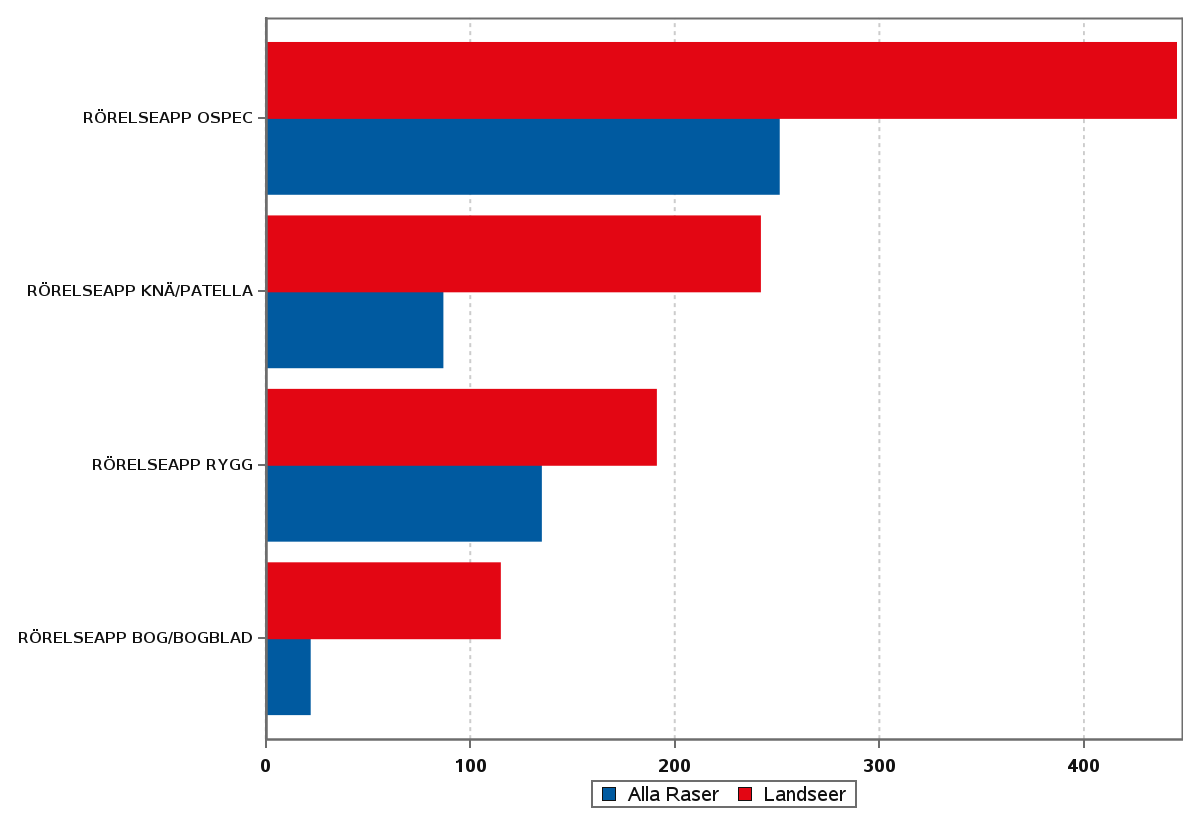 RÖRELSEAPP OSPEC
RÖRELSEAPP KNÄ/PATELLA
RÖRELSEAPP RYGG
RÖRELSEAPP BOG/BOGBLAD
0 100 200 300 400
Alla Raser Landseer